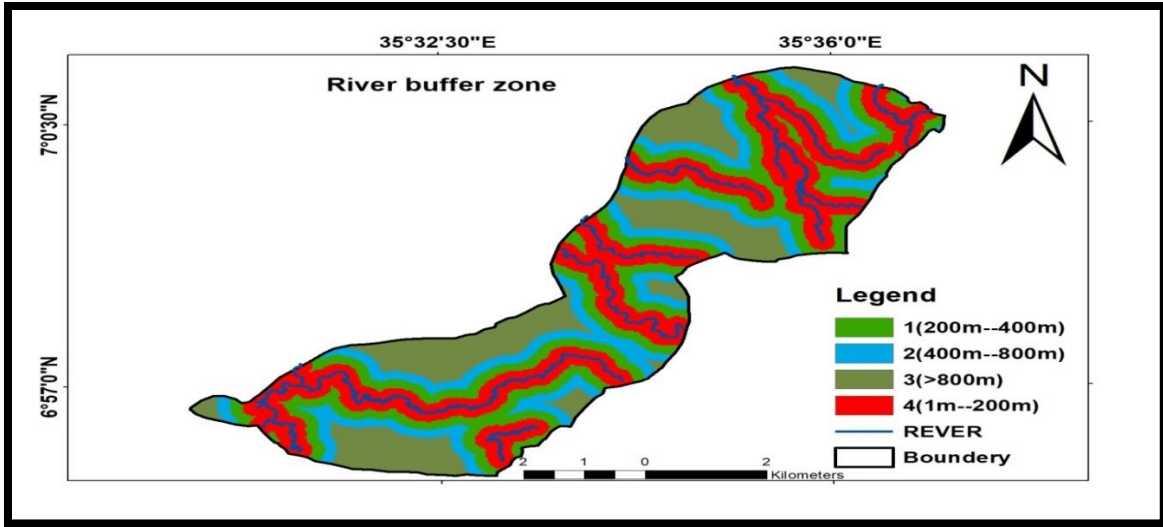 35°32'30"E 35°36'0"E
River buffer zone
N
7°0'30"N
6°57'0"N
Legend
1(200m--400m)
2(400m--800m)
3(>800m)
4(1m--200m)
REVER
Boundery
2 1 0 2
Kilometers